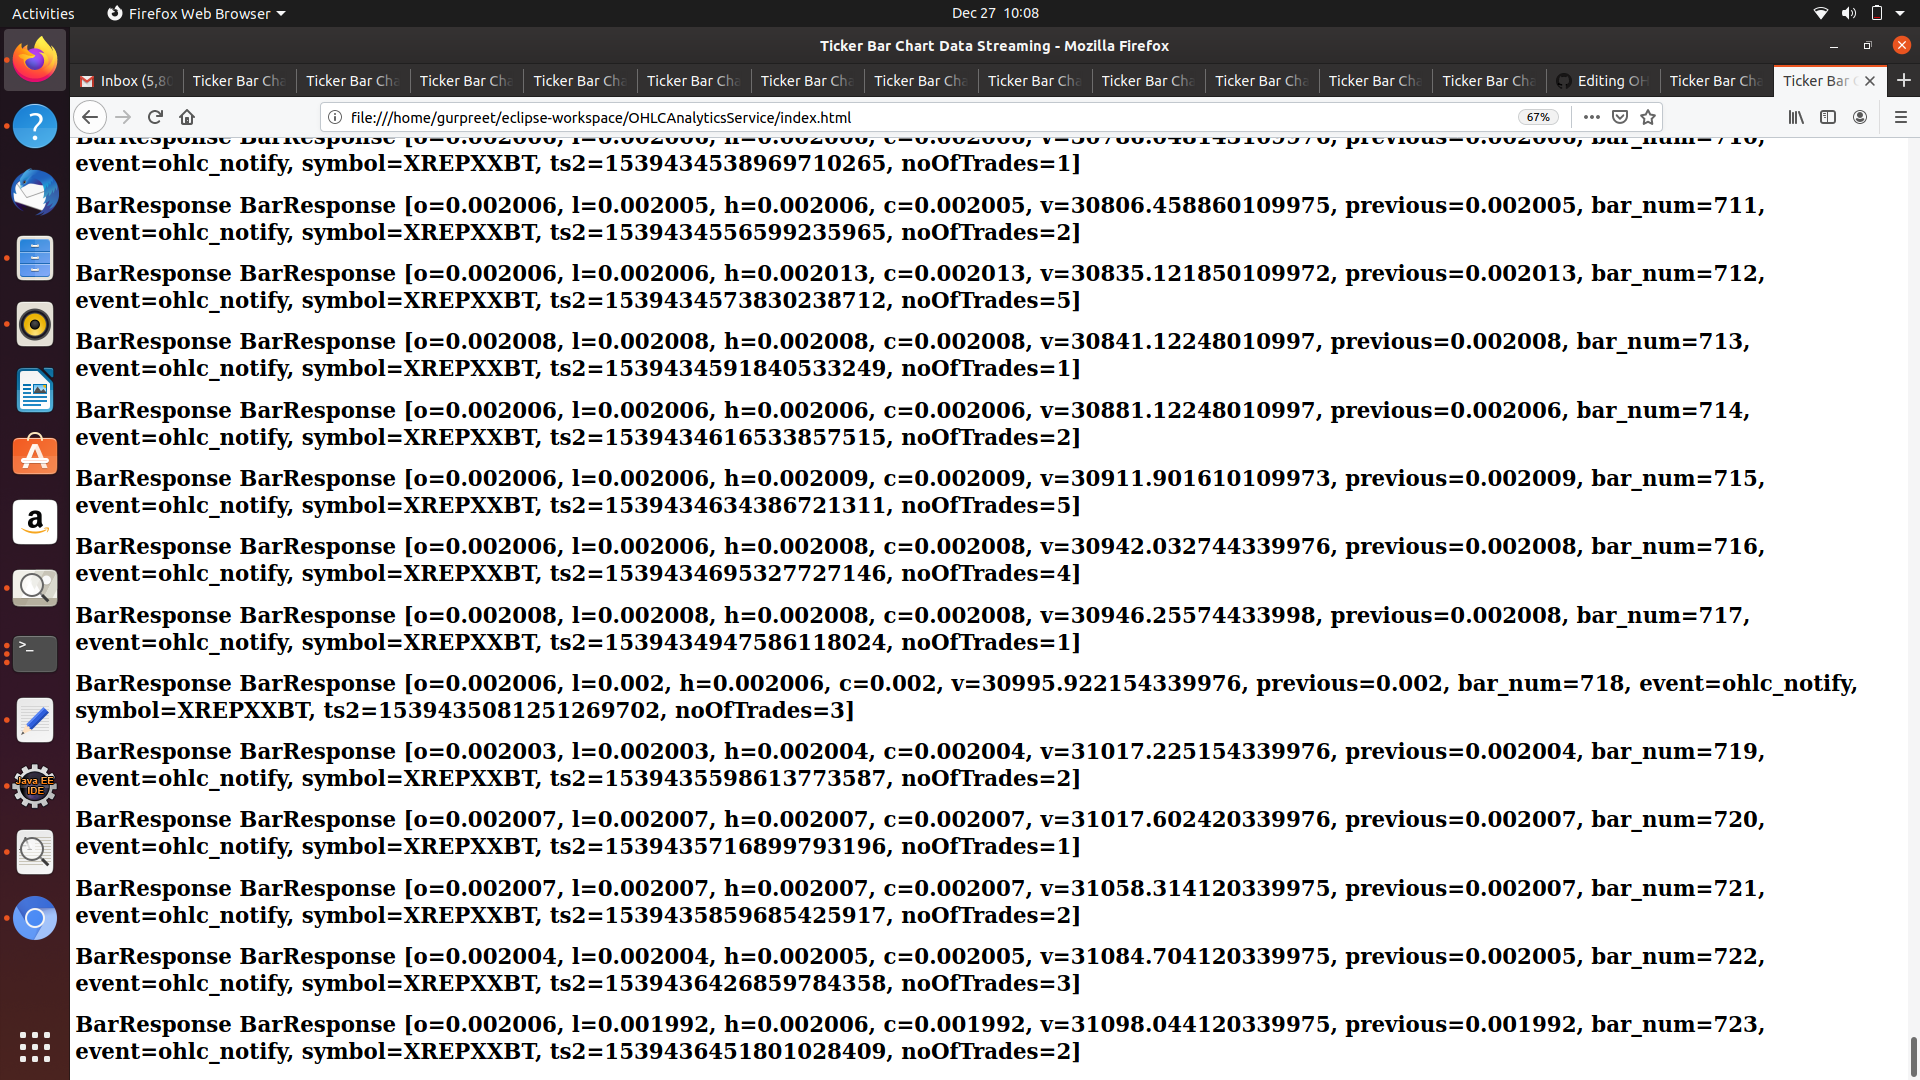 Activities
Firefox Web Browser
Dec 27 10:08
Ticker Bar Chart Data Streaming - Mozilla Firefox
Inbox (5,80
Ticker Bar Cha
Ticker Bar Cha
Ticker Bar Cha
Ticker Bar Cha
Ticker Bar Cha
Ticker Bar Cha
Ticker Bar Cha
Ticker Bar Cha
Ticker Bar Cha
Ticker Bar Cha
Ticker Bar Cha
Ticker Bar Cha
Editing OH
Ticker Bar Cha
Ticker Bar C
file:///home/gurpreet/eclipse-workspace/OHLCAnalyticsService/index.html
67%
BarResponse BarResponse [o=0.002006, l=0.002006, h=0.002006, c=0.002006, v=30786.048143109976, previous=0.002006, bar_num=710,
event=ohlc_notify, symbol=XREPXXBT, ts2=1539434538969710265, noOfTrades=1]
BarResponse BarResponse [o=0.002006, l=0.002005, h=0.002006, c=0.002005, v=30806.458860109975, previous=0.002005, bar_num=711,
event=ohlc_notify, symbol=XREPXXBT, ts2=1539434556599235965, noOfTrades=2]
BarResponse BarResponse [o=0.002006, l=0.002006, h=0.002013, c=0.002013, v=30835.121850109972, previous=0.002013, bar_num=712,
event=ohlc_notify, symbol=XREPXXBT, ts2=1539434573830238712, noOfTrades=5]
BarResponse BarResponse [o=0.002008, l=0.002008, h=0.002008, c=0.002008, v=30841.12248010997, previous=0.002008, bar_num=713,
event=ohlc_notify, symbol=XREPXXBT, ts2=1539434591840533249, noOfTrades=1]
BarResponse BarResponse [o=0.002006, l=0.002006, h=0.002006, c=0.002006, v=30881.12248010997, previous=0.002006, bar_num=714,
event=ohlc_notify, symbol=XREPXXBT, ts2=1539434616533857515, noOfTrades=2]
BarResponse BarResponse [o=0.002006, l=0.002006, h=0.002009, c=0.002009, v=30911.901610109973, previous=0.002009, bar_num=715,
event=ohlc_notify, symbol=XREPXXBT, ts2=1539434634386721311, noOfTrades=5]
BarResponse BarResponse [o=0.002006, l=0.002006, h=0.002008, c=0.002008, v=30942.032744339976, previous=0.002008, bar_num=716,
event=ohlc_notify, symbol=XREPXXBT, ts2=1539434695327727146, noOfTrades=4]
BarResponse BarResponse [o=0.002008, l=0.002008, h=0.002008, c=0.002008, v=30946.25574433998, previous=0.002008, bar_num=717,
event=ohlc_notify, symbol=XREPXXBT, ts2=1539434947586118024, noOfTrades=1]
BarResponse BarResponse [o=0.002006, l=0.002, h=0.002006, c=0.002, v=30995.922154339976, previous=0.002, bar_num=718, event=ohlc_notify,
symbol=XREPXXBT, ts2=1539435081251269702, noOfTrades=3]
BarResponse BarResponse [o=0.002003, l=0.002003, h=0.002004, c=0.002004, v=31017.225154339976, previous=0.002004, bar_num=719,
event=ohlc_notify, symbol=XREPXXBT, ts2=1539435598613773587, noOfTrades=2]
BarResponse BarResponse [o=0.002007, l=0.002007, h=0.002007, c=0.002007, v=31017.602420339976, previous=0.002007, bar_num=720,
event=ohlc_notify, symbol=XREPXXBT, ts2=1539435716899793196, noOfTrades=1]
BarResponse BarResponse [o=0.002007, l=0.002007, h=0.002007, c=0.002007, v=31058.314120339975, previous=0.002007, bar_num=721,
event=ohlc_notify, symbol=XREPXXBT, ts2=1539435859685425917, noOfTrades=2]
BarResponse BarResponse [o=0.002004, l=0.002004, h=0.002005, c=0.002005, v=31084.704120339975, previous=0.002005, bar_num=722,
event=ohlc_notify, symbol=XREPXXBT, ts2=1539436426859784358, noOfTrades=3]
BarResponse BarResponse [o=0.002006, l=0.001992, h=0.002006, c=0.001992, v=31098.044120339975, previous=0.001992, bar_num=723,
event=ohlc_notify, symbol=XREPXXBT, ts2=1539436451801028409, noOfTrades=2]
Java EE
IDE